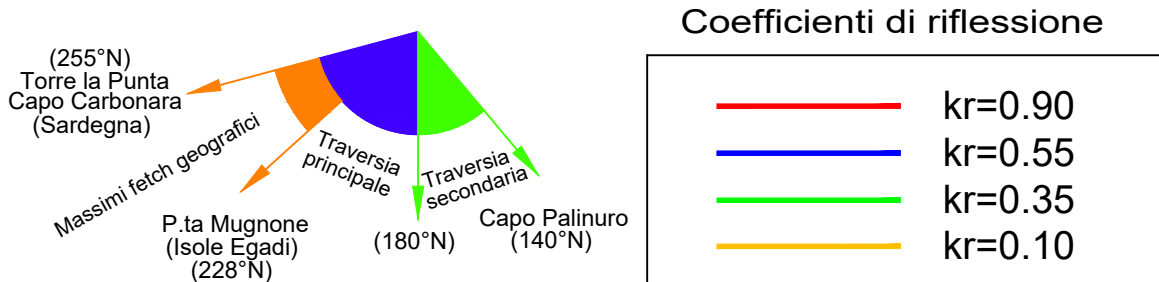 (255°N)
Torre la Punta
Capo Carbonara
(Sardegna)
Massimi fetch geografici
P.ta Mugnone
(Isole Egadi)
(228°N)
Traversia
principale
(180°N)
Traversia
secondaria
Capo Palinuro
(140°N)
Coefficienti di riflessione
kr=0.90
kr=0.55
kr=0.35
kr=0.10